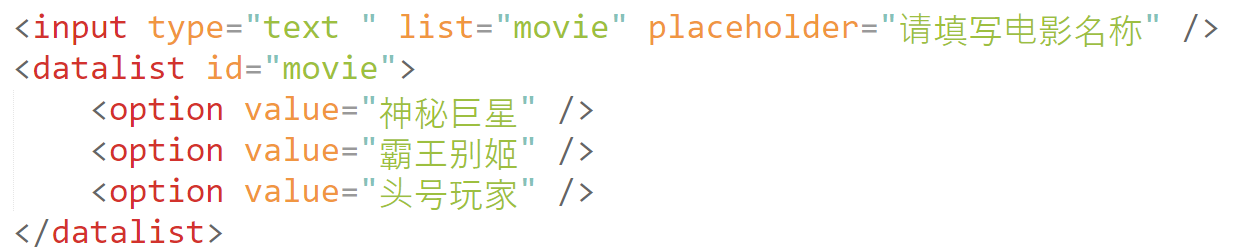 <input type="text " list="movie" placeholder="请填写电影名称" />
<datalist id="movie">
    <option value="神秘巨星" />
    <option value="霸王别姬" />
    <option value="头号玩家" />
</datalist>